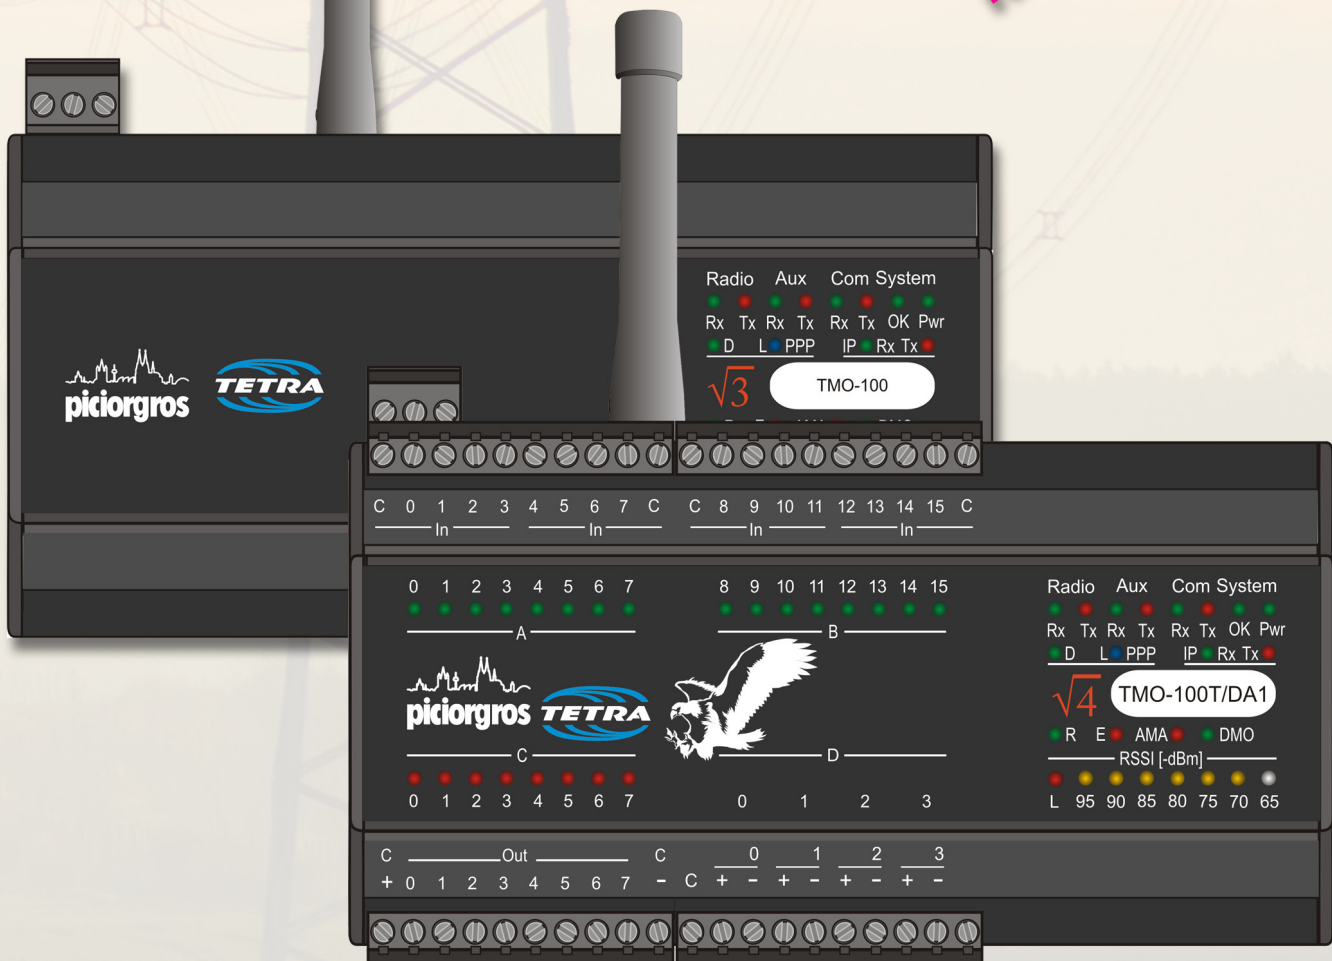 Radio Aux Com System
Rx Tx Rx Tx Rx Tx OK Pwr
D L PPP IP Rx Tx
√3 TMO-100
piciorgros TETRA
C 0 1 2 3 4 5 6 7 C C 8 9 10 11 12 13 14 15 C
In In In In
0 1 2 3 4 5 6 7 8 9 10 11 12 13 14 15
A B
Radio Aux Com System
Rx Tx Rx Tx Rx Tx OK Pwr
D L PPP IP Rx Tx
√4 TMO-100T/DA1
piciorgros TETRA
R E AMA DMO
C D
RSSI [-dBm]
0 1 2 3 4 5 6 7 0 1 2 3
L 95 90 85 80 75 70 65
C Out C 0 1 2 3
+ 0 1 2 3 4 5 6 7 - C + - + - + - + -